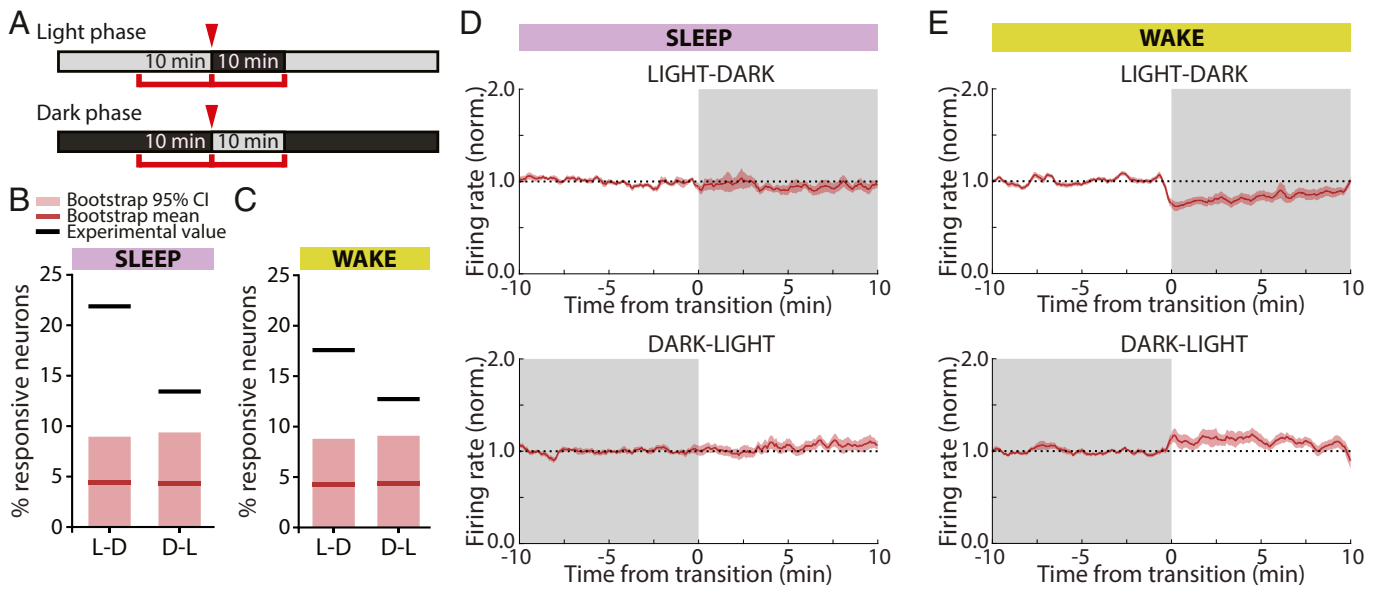 A
Light phase
10 min 10 min
Dark phase
10 min 10 min
B
Bootstrap 95% CI
Bootstrap mean
Experimental value
SLEEP
% responsive neurons
25
20
15
10
5
0
L-D D-L
C
WAKE
% responsive neurons
25
20
15
10
5
0
L-D D-L
D
SLEEP
LIGHT-DARK
Firing rate (norm.)
2.0
1.0
0.0
-10 -5 0 5 10
Time from transition (min)
DARK-LIGHT
Firing rate (norm.)
2.0
1.0
0.0
-10 -5 0 5 10
Time from transition (min)
E
WAKE
LIGHT-DARK
Firing rate (norm.)
2.0
1.0
0.0
-10 -5 0 5 10
Time from transition (min)
DARK-LIGHT
Firing rate (norm.)
2.0
1.0
0.0
-10 -5 0 5 10
Time from transition (min)